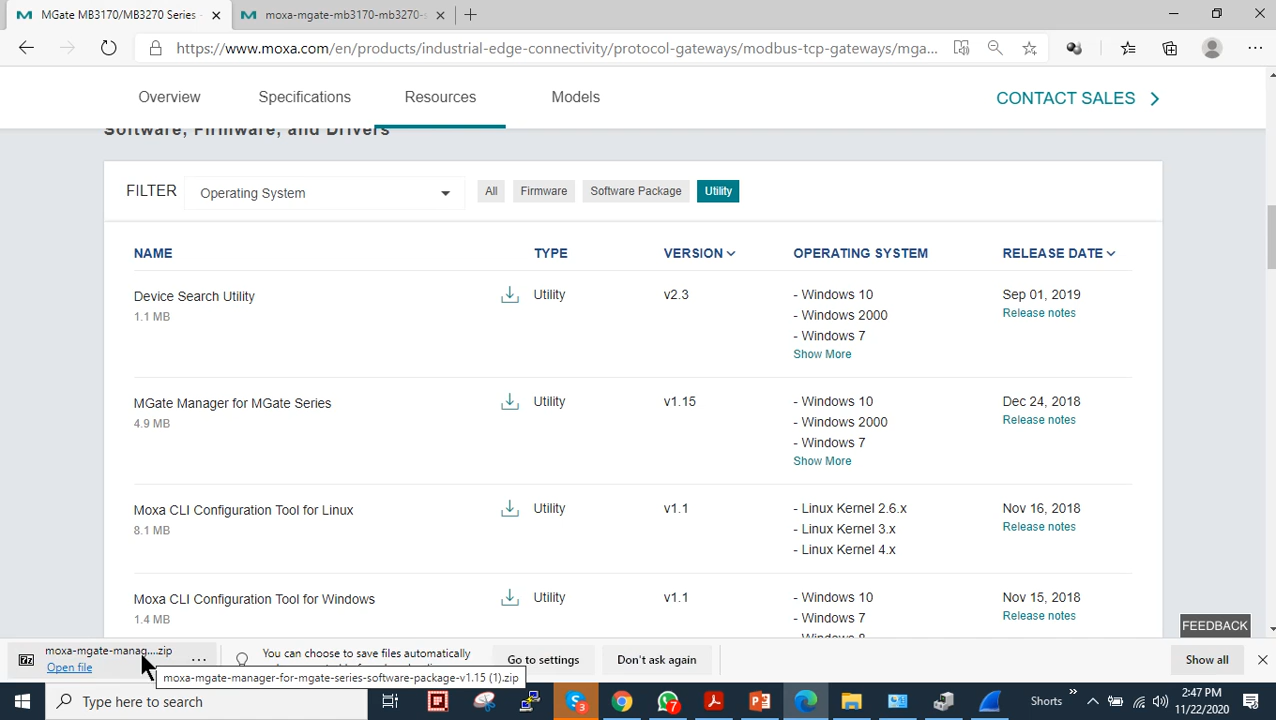 MGate MB3170/MB3270 Series -
moxa-mgate-mb3170-mb3270-s
https://www.moxa.com/en/products/industrial-edge-connectivity/protocol-gateways/modbus-tcp-gateways/mga...
Overview Specifications Resources Models CONTACT SALES
Software, Firmware, and Drivers
FILTER Operating System All Firmware Software Package Utility
NAME TYPE VERSION OPERATING SYSTEM RELEASE DATE
Device Search Utility Utility v2.3 - Windows 10 Sep 01, 2019
1.1 MB - Windows 2000 Release notes
- Windows 7
Show More
MGate Manager for MGate Series Utility v1.15 - Windows 10 Dec 24, 2018
4.9 MB - Windows 2000 Release notes
- Windows 7
Show More
Moxa CLI Configuration Tool for Linux Utility v1.1 - Linux Kernel 2.6.x Nov 16, 2018
8.1 MB - Linux Kernel 3.x Release notes
- Linux Kernel 4.x
Moxa CLI Configuration Tool for Windows Utility v1.1 - Windows 10 Nov 15, 2018
1.4 MB - Windows 7 Release notes
FEEDBACK
moxa-mgate-manag....zip
Open file
You can choose to save files automatically
Go to settings Don't ask again Show all
moxa-mgate-manager-for-mgate-series-software-package-v1.15 (1).zip
Type here to search
3
3
Shorts
2:47 PM
11/22/2020